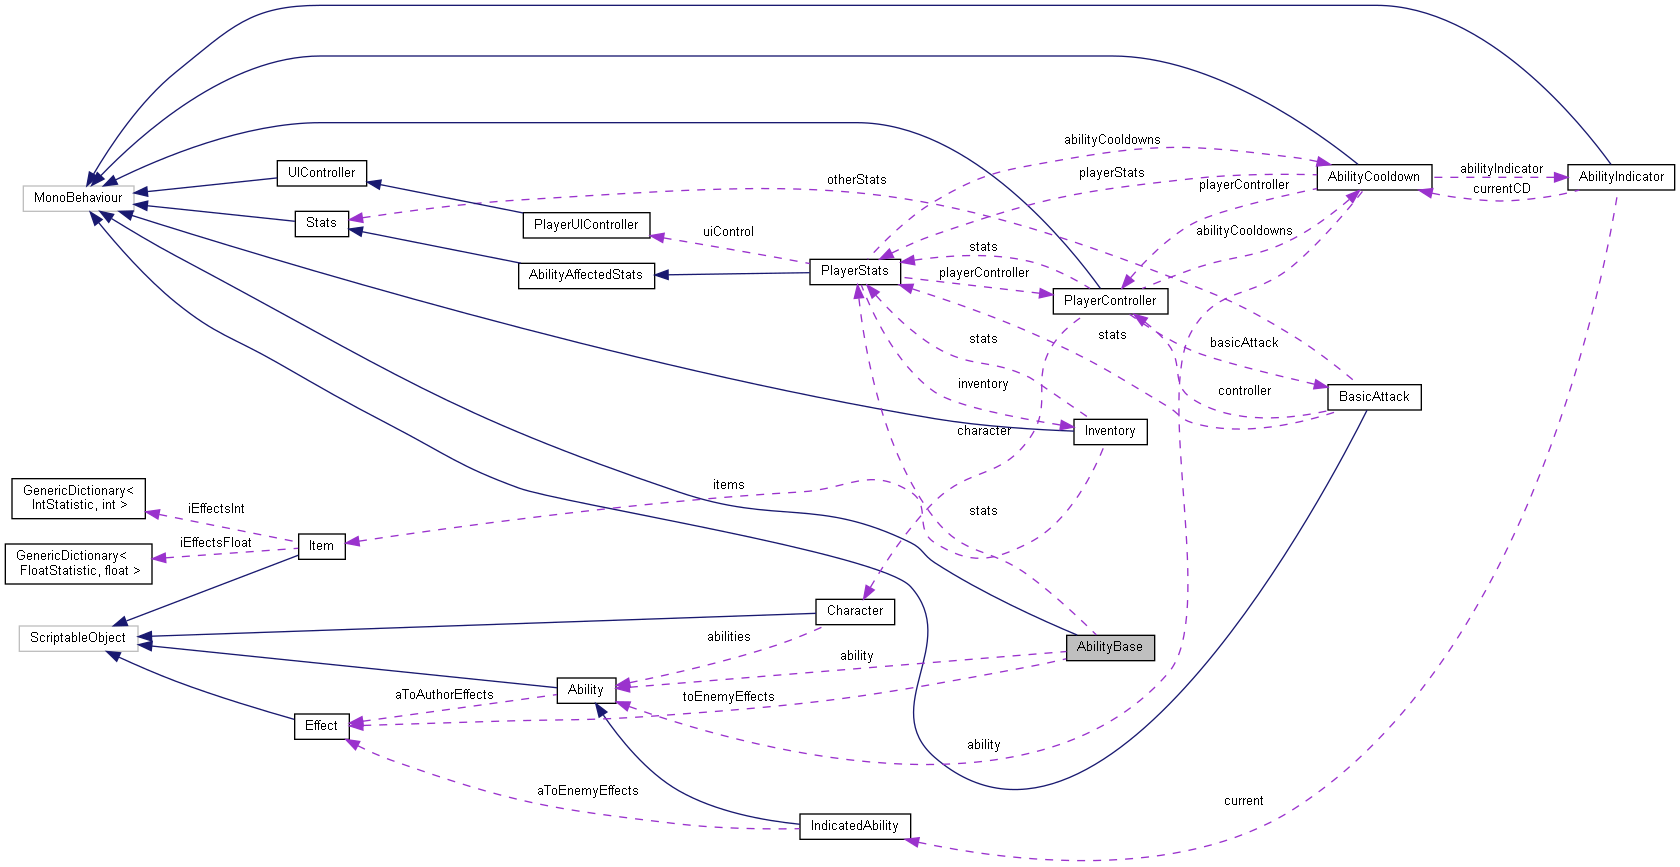 abilityCooldowns
abilityIndicator
playerStats
UIController
AbilityCooldown
AbilityIndicator
otherStats
playerController
currentCD
MonoBehaviour
Stats
PlayerUIController
uiControl
abilityCooldowns
stats
AbilityAffectedStats
PlayerStats
playerController
PlayerController
stats
stats
basicAttack
inventory
controller
BasicAttack
character
Inventory
items
GenericDictionary<
IntStatistic, int >
iEffectsInt
stats
iEffectsFloat
Item
GenericDictionary<
FloatStatistic, float >
Character
ScriptableObject
abilities
AbilityBase
ability
Ability
aToAuthorEffects
toEnemyEffects
Effect
ability
aToEnemyEffects
current
IndicatedAbility